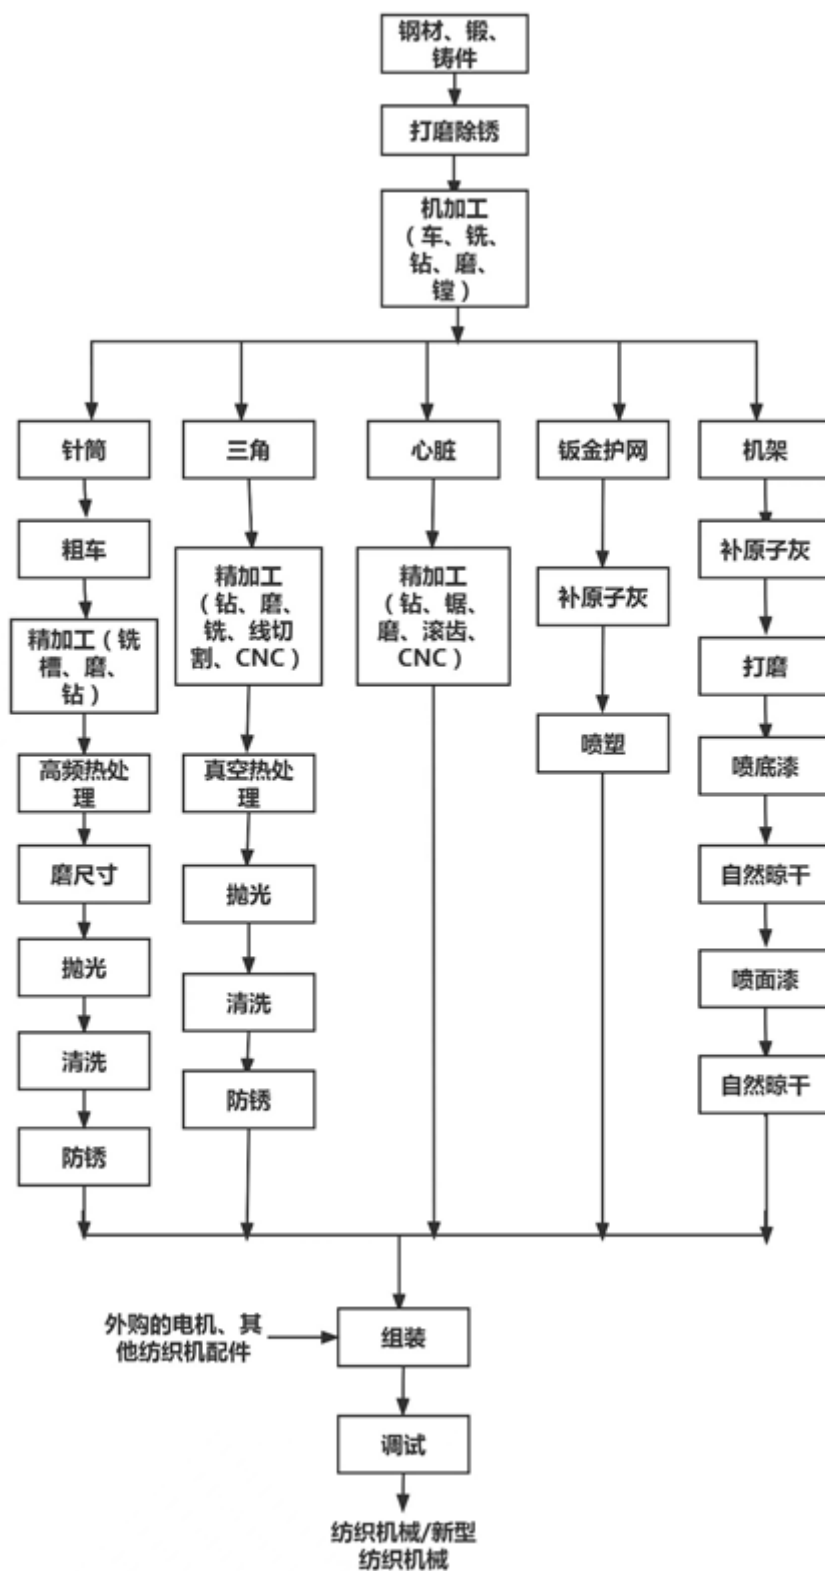 钢材、锻、
铸件
打磨除锈
机加工
（车、铣、
钻、磨、
镗）
针筒
三角
心脏
钣金护网
机架
粗车
精加工（铣
槽、磨、
钻）
高频热处
理
磨尺寸
抛光
清洗
防锈
精加工
（钻、磨、
铣、线切
割、CNC）
真空热处
理
抛光
清洗
防锈
精加工
（钻、锯、
磨、滚齿、
CNC）
补原子灰
喷塑
补原子灰
打磨
喷底漆
自然晾干
喷面漆
自然晾干
外购的电机、其
他纺织机配件
组装
调试
纺织机械/新型
纺织机械